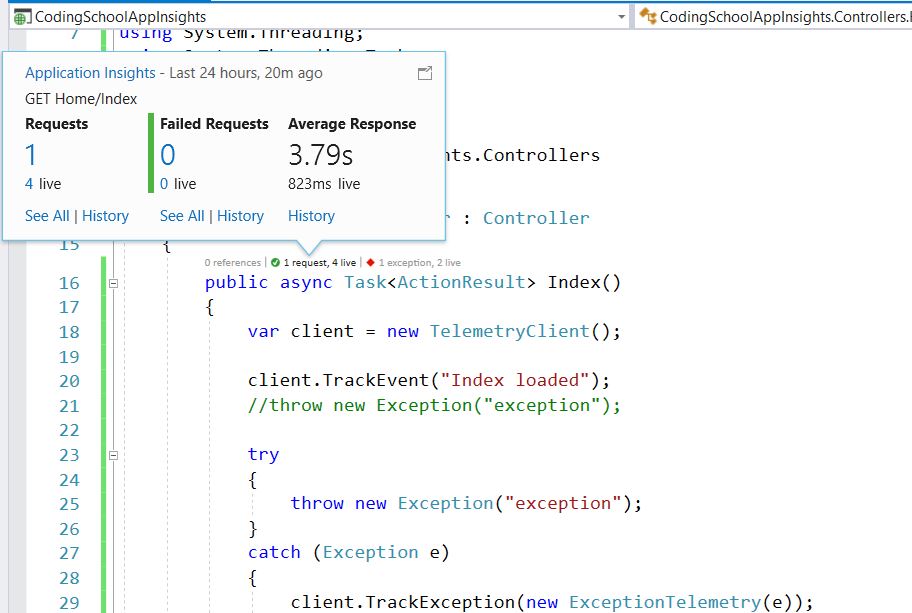 CodingSchoolAppInsights
CodingSchoolAppInsights.Controllers.
7 using System.Threading;
Application Insights - Last 24 hours, 20m ago
GET Home/Index
Requests Failed Requests Average Response
1 0 3.79s
4 live 0 live 823ms live
See All | History See All | History History
nts.Controllers
: Controller
15 {
0 references | 1 request, 4 live | 1 exception, 2 live
16 public async Task<ActionResult> Index()
17 {
18 var client = new TelemetryClient();
19
20 client.TrackEvent("Index loaded");
21 //throw new Exception("exception");
22
23 try
24 {
25 throw new Exception("exception");
26 }
27 catch (Exception e)
28 {
29 client.TrackException(new ExceptionTelemetry(e));